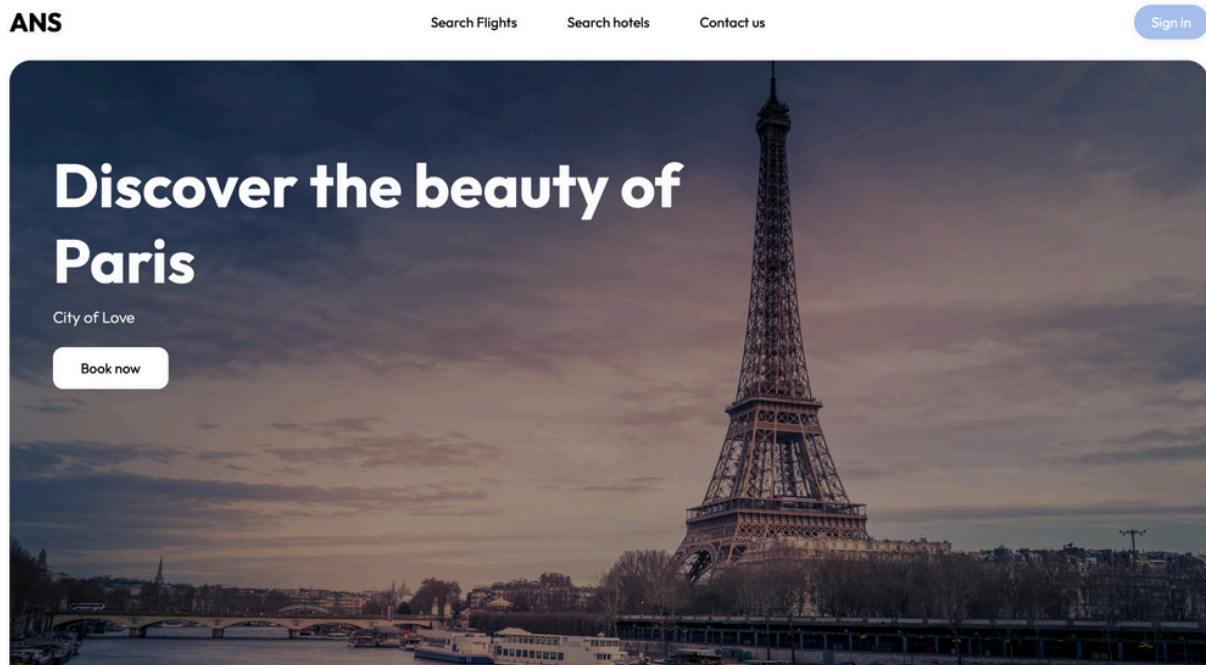 ANS
Search Flights
Search hotels
Contact us
Sign in
Discover the beauty of
Paris
City of Love
Book now